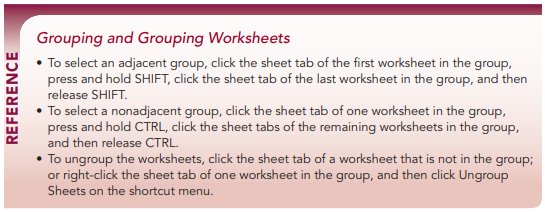 REFERENCE
Grouping and Grouping Worksheets
• To select an adjacent group, click the sheet tab of the first worksheet in the group,
press and hold SHIFT, click the sheet tab of the last worksheet in the group, and then
release SHIFT.
• To select a nonadjacent group, click the sheet tab of one worksheet in the group,
press and hold CTRL, click the sheet tabs of the remaining worksheets in the group,
and then release CTRL.
• To ungroup the worksheets, click the sheet tab of a worksheet that is not in the group;
or right-click the sheet tab of one worksheet in the group, and then click Ungroup
Sheets on the shortcut menu.